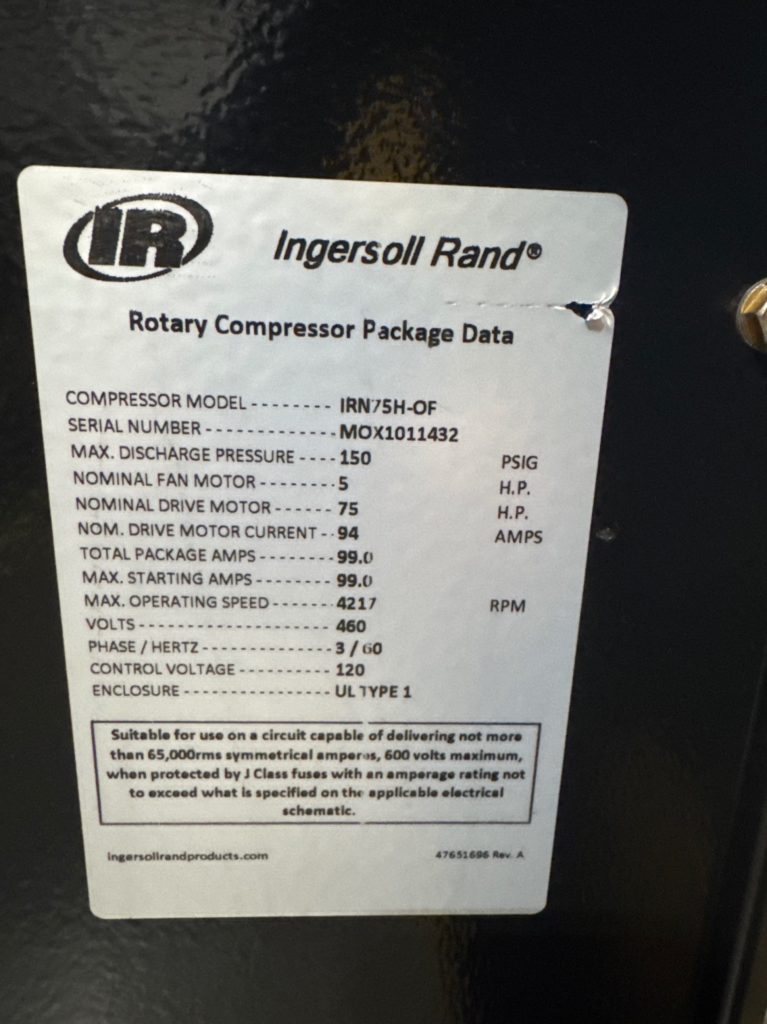 IR
Ingersoll Rand®
Rotary Compressor Package Data
COMPRESSOR MODEL -------- IRN75H-OF
SERIAL NUMBER ------------- MOX1011432
MAX. DISCHARGE PRESSURE ---- 150 PSIG
NOMINAL FAN MOTOR -------- 5 H.P.
NOMINAL DRIVE MOTOR ------ 75 H.P.
NOM. DRIVE MOTOR CURRENT -- 94 AMPS
TOTAL PACKAGE AMPS -------- 99.0
MAX. STARTING AMPS -------- 99.0
MAX. OPERATING SPEED ------- 4217 RPM
VOLTS ------------------- 460
PHASE / HERTZ ------------- 3 / 60
CONTROL VOLTAGE ---------- 120
ENCLOSURE ---------------- UL TYPE 1
Suitable for use on a circuit capable of delivering not more
than 65,000rms symmetrical amperes, 600 volts maximum,
when protected by J Class fuses with an amperage rating not
to exceed what is specified on the applicable electrical
schematic.
ingersollrandproducts.com 47651696 Rev. A